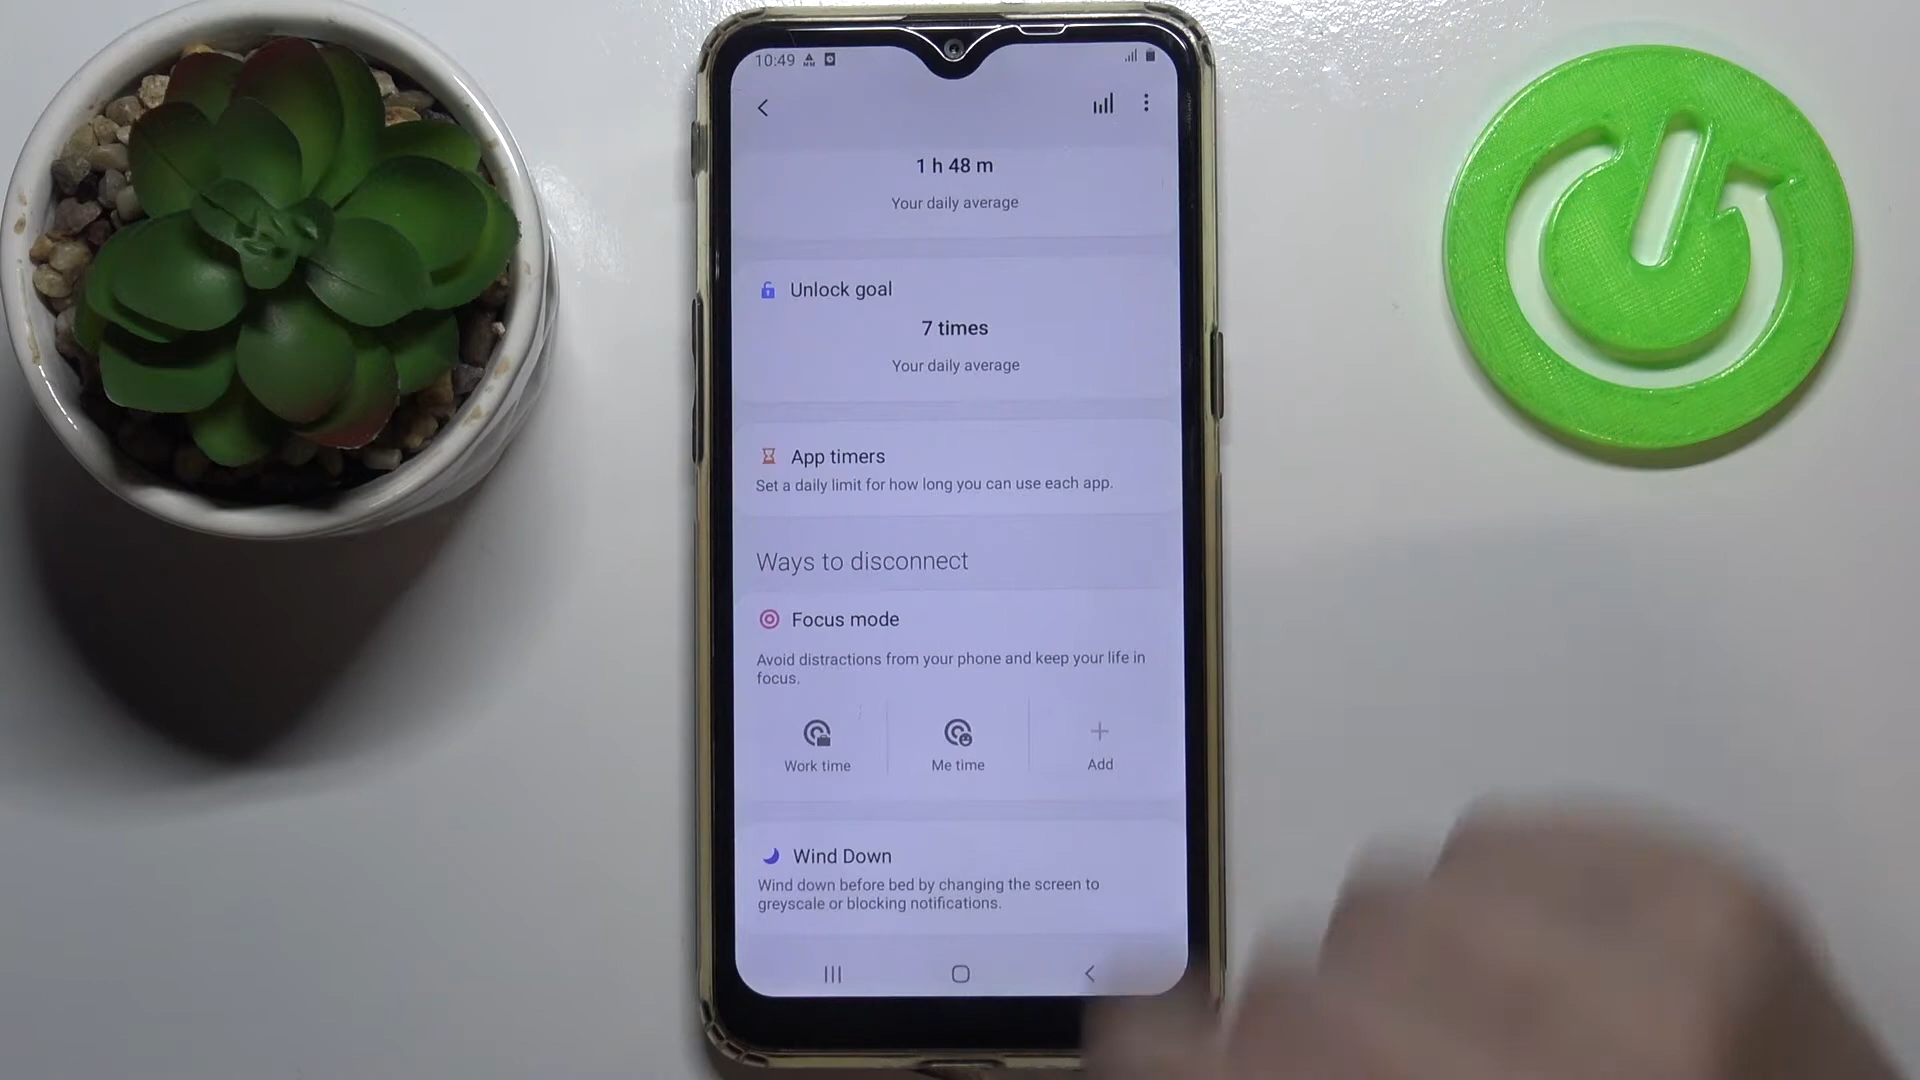 10:49
1 h 48 m
Your daily average
Unlock goal
7 times
Your daily average
App timers
Set a daily limit for how long you can use each app.
Ways to disconnect
Focus mode
Avoid distractions from your phone and keep your life in
focus.
Work time
Me time
Add
Wind Down
Wind down before bed by changing the screen to
greyscale or blocking notifications.